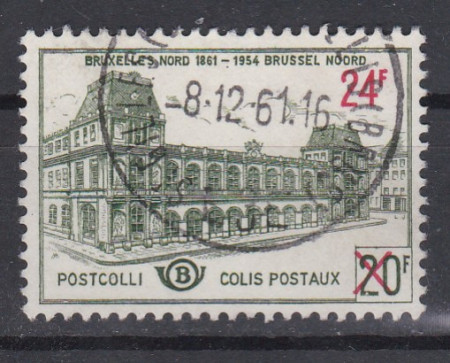 BRUXELLES NORD 1861 - 1954 BRUSSEL NOORD
24F
-8.12 61.16
POSTCOLLI B COLIS POSTAUX
20F